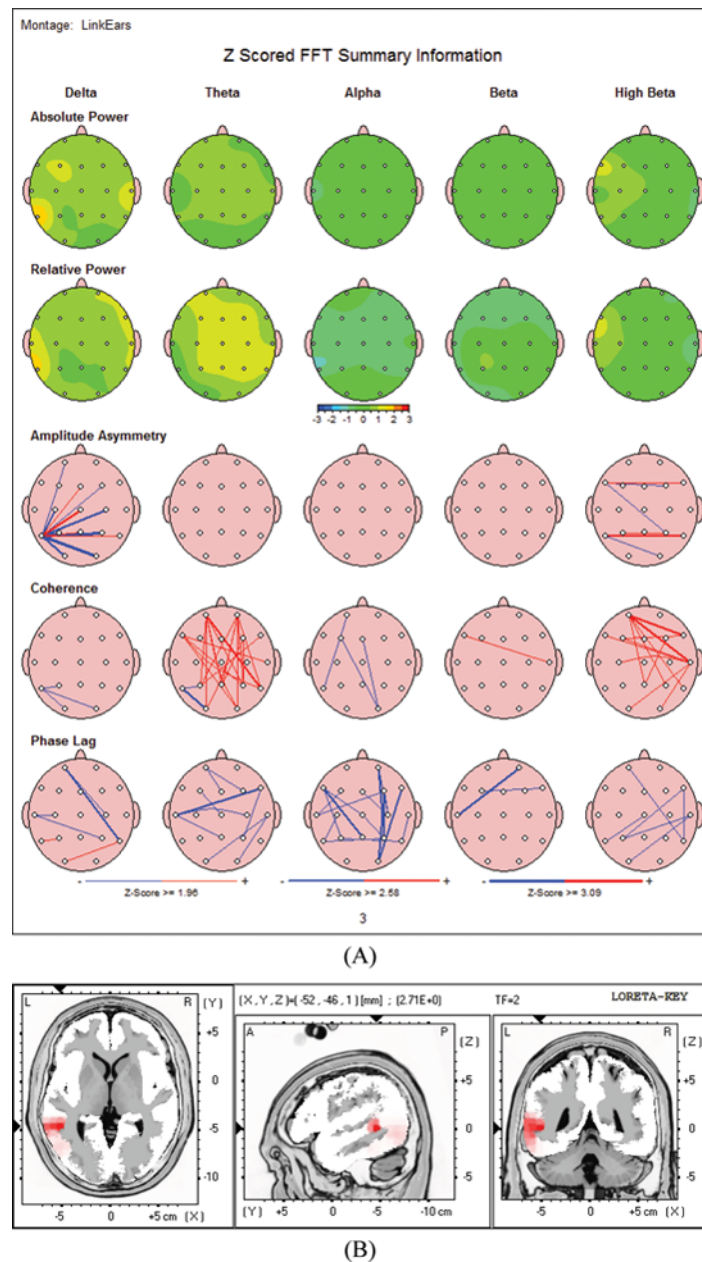 Montage: LinkEars
Z Scored FFT Summary Information
Delta Theta Alpha Beta High Beta
Absolute Power
Relative Power
-3 -2 -1 0 1 2 3
Amplitude Asymmetry
Coherence
Phase Lag
- + - + - +
Z-Score >= 1.96 Z-Score >= 2.58 Z-Score >= 3.09
3
(A)
L R (Y) (X,Y,Z)=(-52,-46,1)[mm] ; (2.71E+0) TF=2 LORETA-KEY
A P (Z) L R (Z)
+5 +5 +5
0 0 0
-5 -5 -5
-10
-5 0 +5 cm (X) (Y) +5 0 -5 -10 cm -5 0 +5 cm (X)
(B)